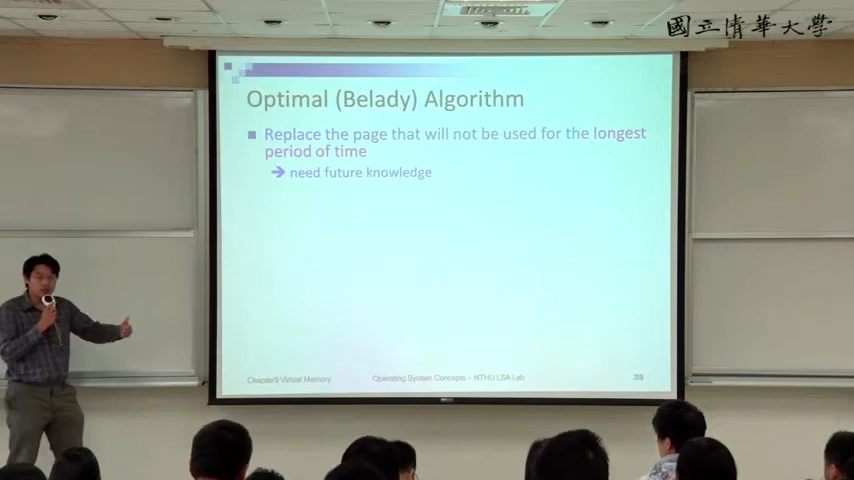 國立清華大學
Optimal (Belady) Algorithm
■ Replace the page that will not be used for the longest
period of time
➔ need future knowledge
Chapter9 Virtual Memory
Operating System Concepts – NTHU LSA Lab
35